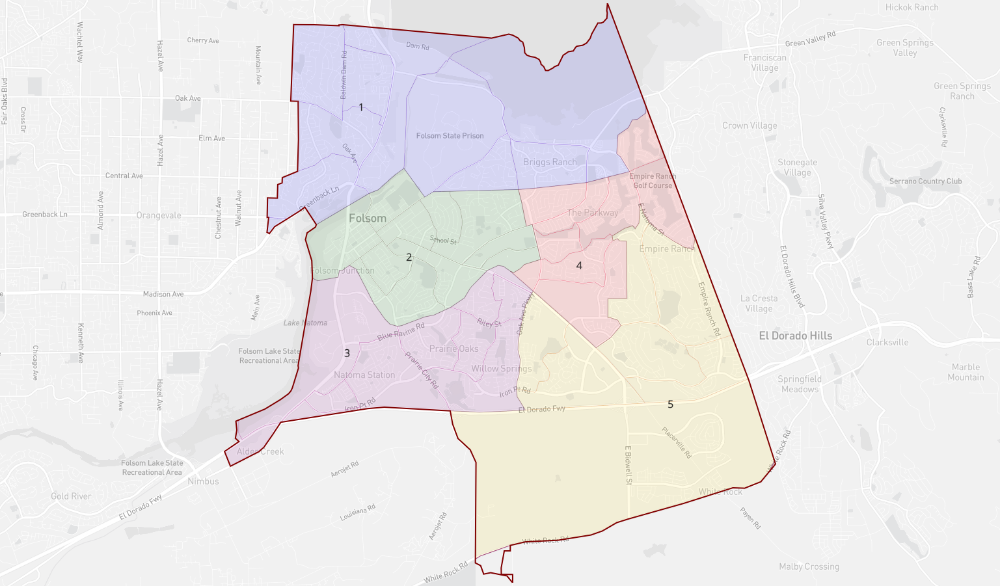 Hickok Ranch
Wachtel Way
Cherry Ave
Hazel Ave
Mountain Ave
Dam Rd
Baldwin Dam Rd
Green Valley Rd
Green Springs
Valley
Franciscan
Village
Green Springs
Ranch
Fair Oaks Blvd
Oak Ave
1
Cross Dr
Crown Village
Clarksville Rd
Elm Ave
Hazel Ave
Folsom State Prison
Oak Ave
Briggs Ranch
Stonegate
Village
Central Ave
Empire Ranch
Golf Course
Serrano Country Club
Greenback Ln
Almond Ave
Orangevale
Chestnut Ave
Walnut Ave
Greenback Ln
Folsom
The Parkway
E Natoma St
Silva Valley Pkwy
School St
Empire Ranch
2
4
El Dorado Hills Blvd
Bass Lake Rd
Folsom Junction
Madison Ave
Main Ave
Phoenix Ave
Lake Natoma
Oak Ave Pkwy
Empire Ranch Rd
La Cresta
Village
Kenneth Ave
Chicago Ave
Riley St
Blue Ravine Rd
El Dorado Hills
Clarksville
Folsom Lake State
Recreational Area
3
Prairie Oaks
Prairie City Rd
Natoma Station
Willow Springs
Marble
Mountain
Springfield
Meadows
Illinois Ave
Hazel Ave
Iron Pt Rd
Iron Pt Rd
El Dorado Fwy
5
Placerville Rd
E Bidwell St
White Rock Rd
Alder Creek
Folsom Lake State
Recreational Area
Aerojet Rd
Nimbus
Gold River
El Dorado Fwy
White Rock
Louisiana Rd
Aerojet Rd
Payen Rd
White Rock Rd
White Rock Rd
Malby Crossing